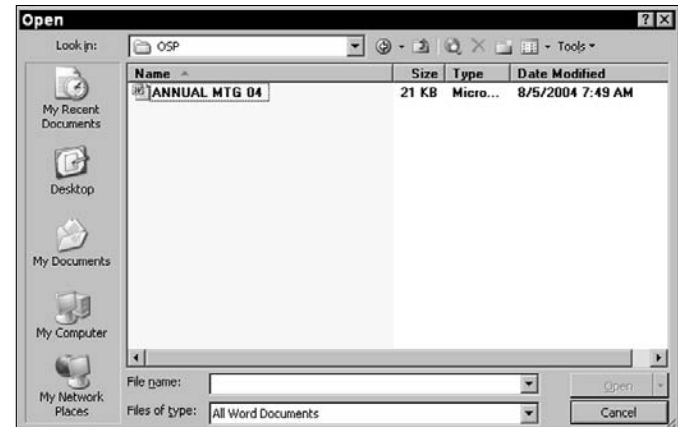 Open
Look in: OSP Tools
Name Size Type Date Modified
ANNUAL MTG 04 21 KB Micro... 8/5/2004 7:49 AM
My Recent
Documents
Desktop
My Documents
My Computer
My Network
Places
File name: Open
Files of type: All Word Documents Cancel